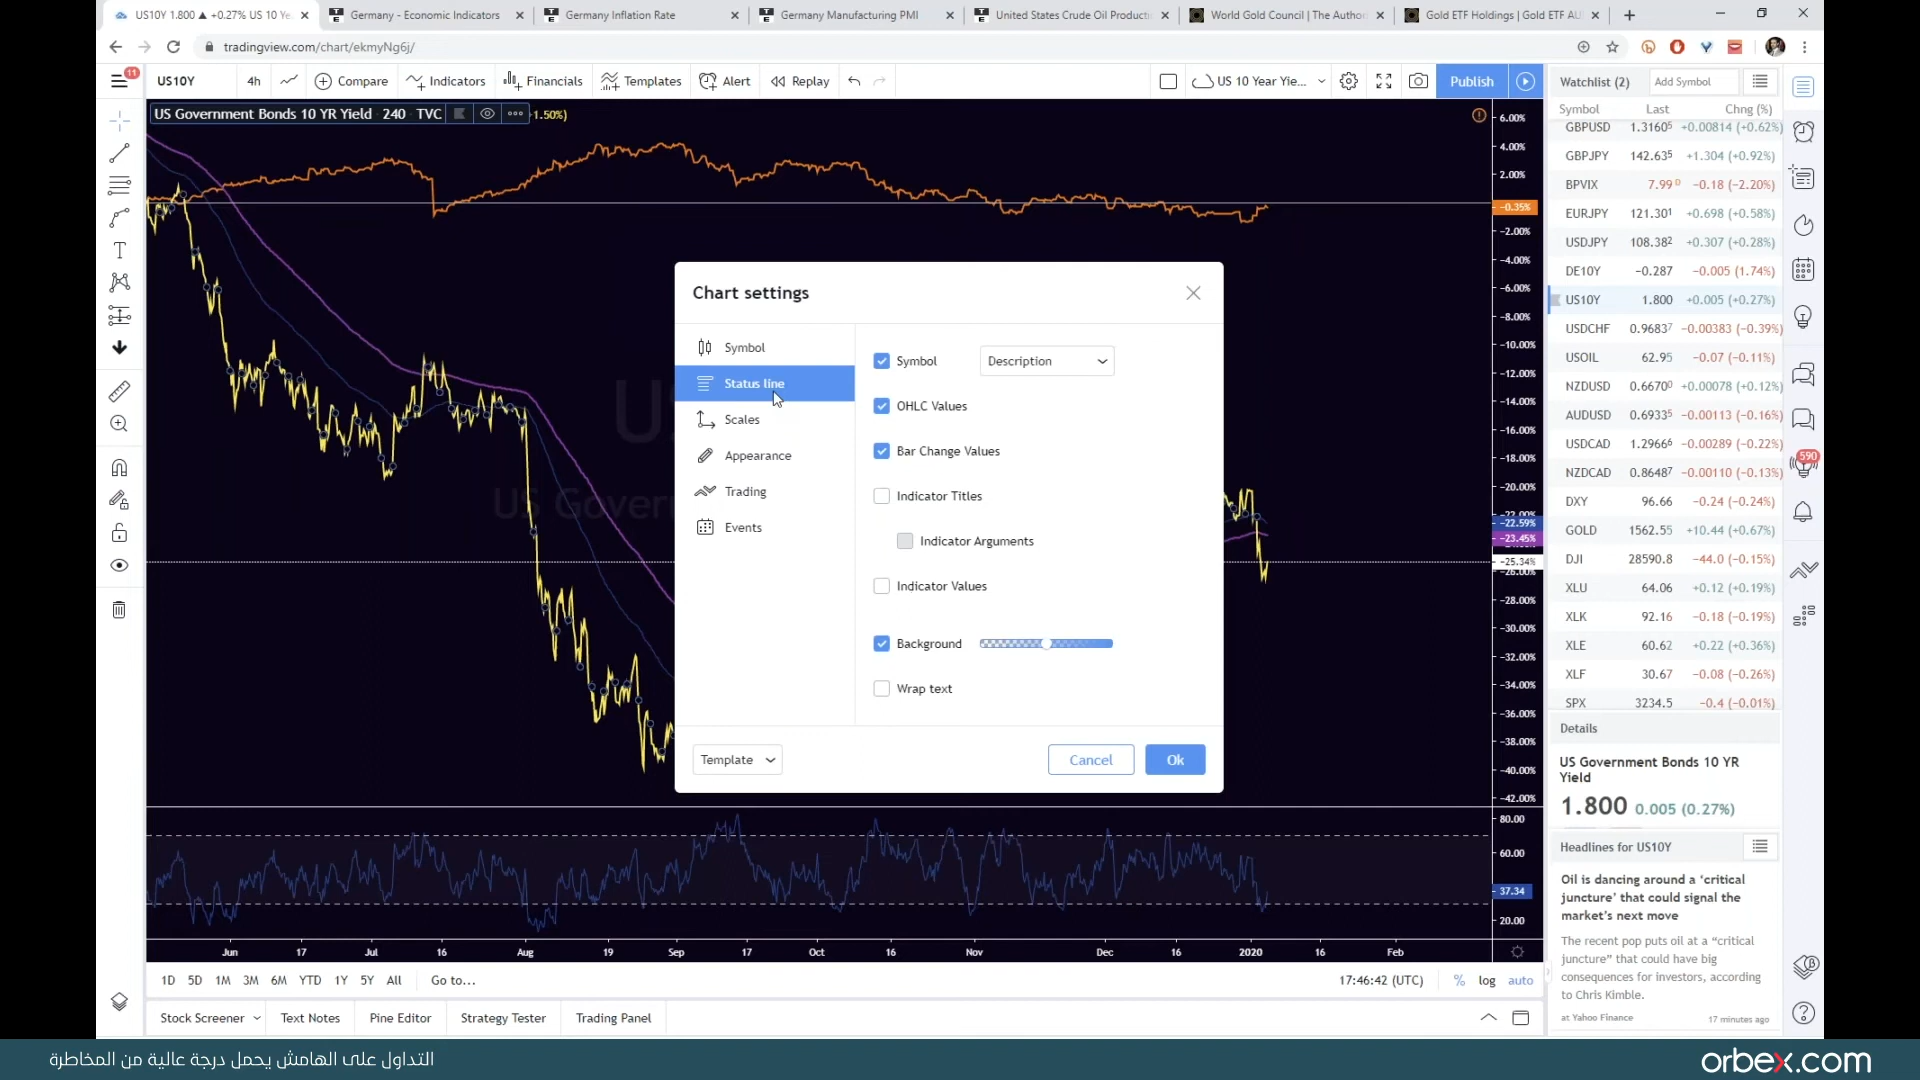 US10Y 1.800 ▲ +0.27% US 10 Ye
Germany - Economic Indicators
Germany Inflation Rate
Germany Manufacturing PMI
United States Crude Oil Producti
World Gold Council | The Author
Gold ETF Holdings | Gold ETF AU
tradingview.com/chart/ekmyNg6j/
11
US10Y
4h
Compare
Indicators
Financials
Templates
Alert
Replay
US 10 Year Yie...
Publish
US Government Bonds 10 YR Yield 240 TVC
1.50%)
6.00%
4.00%
2.00%
-0.35%
-2.00%
-4.00%
-6.00%
-8.00%
-10.00%
-12.00%
-14.00%
-16.00%
-18.00%
-20.00%
-22.59%
-23.45%
-25.34%
-26.00%
-28.00%
-30.00%
-32.00%
-34.00%
-36.00%
-38.00%
-40.00%
-42.00%
80.00
60.00
37.34
20.00
US Govern
Chart settings
Symbol
Status line
Scales
Appearance
Trading
Events
Symbol Description
OHLC Values
Bar Change Values
Indicator Titles
Indicator Arguments
Indicator Values
Background
Wrap text
Template
Cancel
Ok
Jun 17 Jul 16 Aug 19 Sep 17 Oct 16 Nov Dec 16 2020 16 Feb
1D 5D 1M 3M 6M YTD 1Y 5Y All Go to...
17:46:42 (UTC) % log auto
Stock Screener Text Notes Pine Editor Strategy Tester Trading Panel
Watchlist (2) Add Symbol
Symbol Last Chng (%)
GBPUSD 1.3160⁵ +0.00814 (+0.62%)
GBPJPY 142.63⁵ +1.304 (+0.92%)
BPVIX 7.99 D −0.18 (−2.20%)
EURJPY 121.30¹ +0.698 (+0.58%)
USDJPY 108.38² +0.307 (+0.28%)
DE10Y −0.287 −0.005 (1.74%)
US10Y 1.800 +0.005 (+0.27%)
USDCHF 0.9683⁷ −0.00383 (−0.39%)
USOIL 62.95 −0.07 (−0.11%)
NZDUSD 0.6670⁰ +0.00078 (+0.12%)
AUDUSD 0.6933⁵ −0.00113 (−0.16%)
USDCAD 1.2966⁶ −0.00289 (−0.22%)
NZDCAD 0.8648⁷ −0.00110 (−0.13%)
DXY 96.66 −0.24 (−0.24%)
GOLD 1562.55 +10.44 (+0.67%)
DJI 28590.8 −44.0 (−0.15%)
XLU 64.06 +0.12 (+0.19%)
XLK 92.16 −0.18 (−0.19%)
XLE 60.62 +0.22 (+0.36%)
XLF 30.67 −0.08 (−0.26%)
SPX 3234.5 −0.4 (−0.01%)
590
Details
US Government Bonds 10 YR
Yield
1.800 0.005 (0.27%)
Headlines for US10Y
Oil is dancing around a ‘critical
juncture’ that could signal the
market’s next move
The recent pop puts oil at a “critical
juncture” that could have big
consequences for investors, according
to Chris Kimble.
at Yahoo Finance 17 minutes ago
التداول على الهامش يحمل درجة عالية من المخاطرة
orbex.com